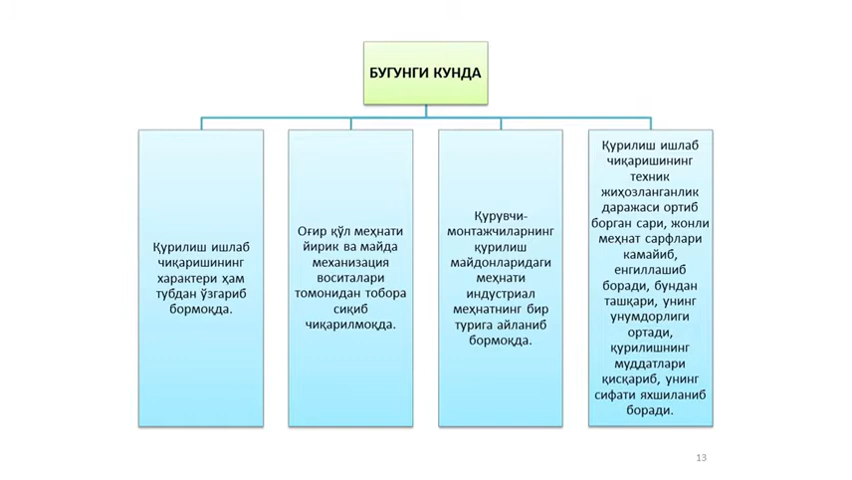 БУГУНГИ КУНДА
Қурилиш ишлаб
чиқаришининг
характери ҳам
тубдан ўзгариб
бормоқда.
Оғир қўл меҳнати
йирик ва майда
механизация
воситалари
томонидан тобора
сиқиб
чиқарилмоқда.
Қурувчи-
монтажчиларнинг
қурилиш
майдонларидаги
меҳнати
индустриал
меҳнатнинг бир
турига айланиб
бормоқда.
Қурилиш ишлаб
чиқаришининг
техник
жиҳозланганлик
даражаси ортиб
борган сари, жонли
меҳнат сарфлари
камайиб,
енгиллашиб
боради, бундан
ташқари, унинг
унумдорлиги
ортади,
қурилишнинг
муддатлари
қисқариб, унинг
сифати яхшиланиб
боради.
13